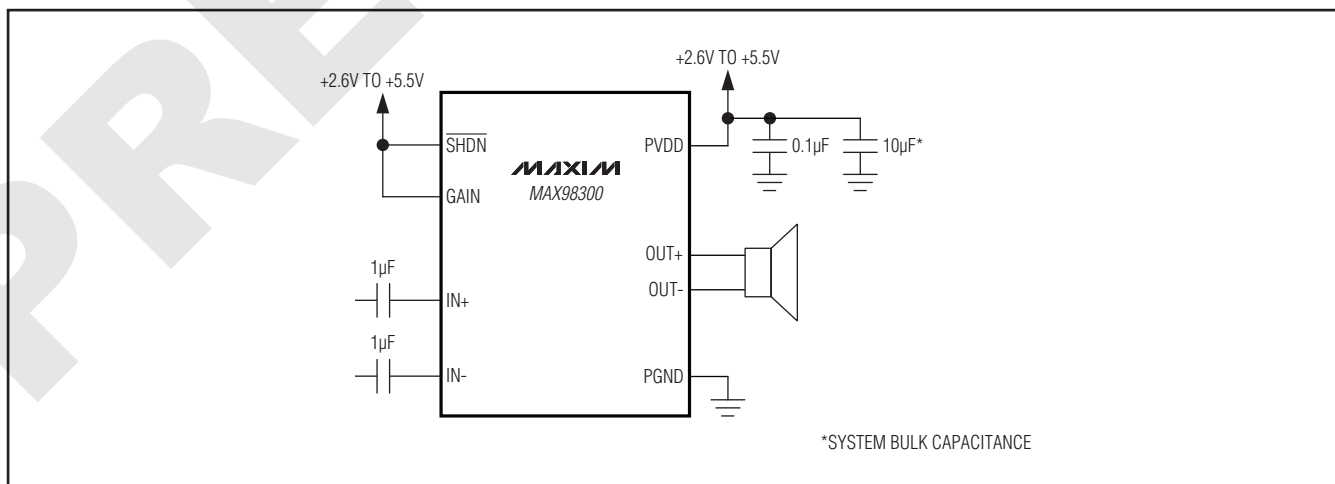 PRE
+2.6V TO +5.5V
+2.6V TO +5.5V
SHDN
PVDD
0.1µF
10µF*
MAXIM
MAX98300
GAIN
OUT+
OUT-
1µF
IN+
1µF
IN-
PGND
*SYSTEM BULK CAPACITANCE